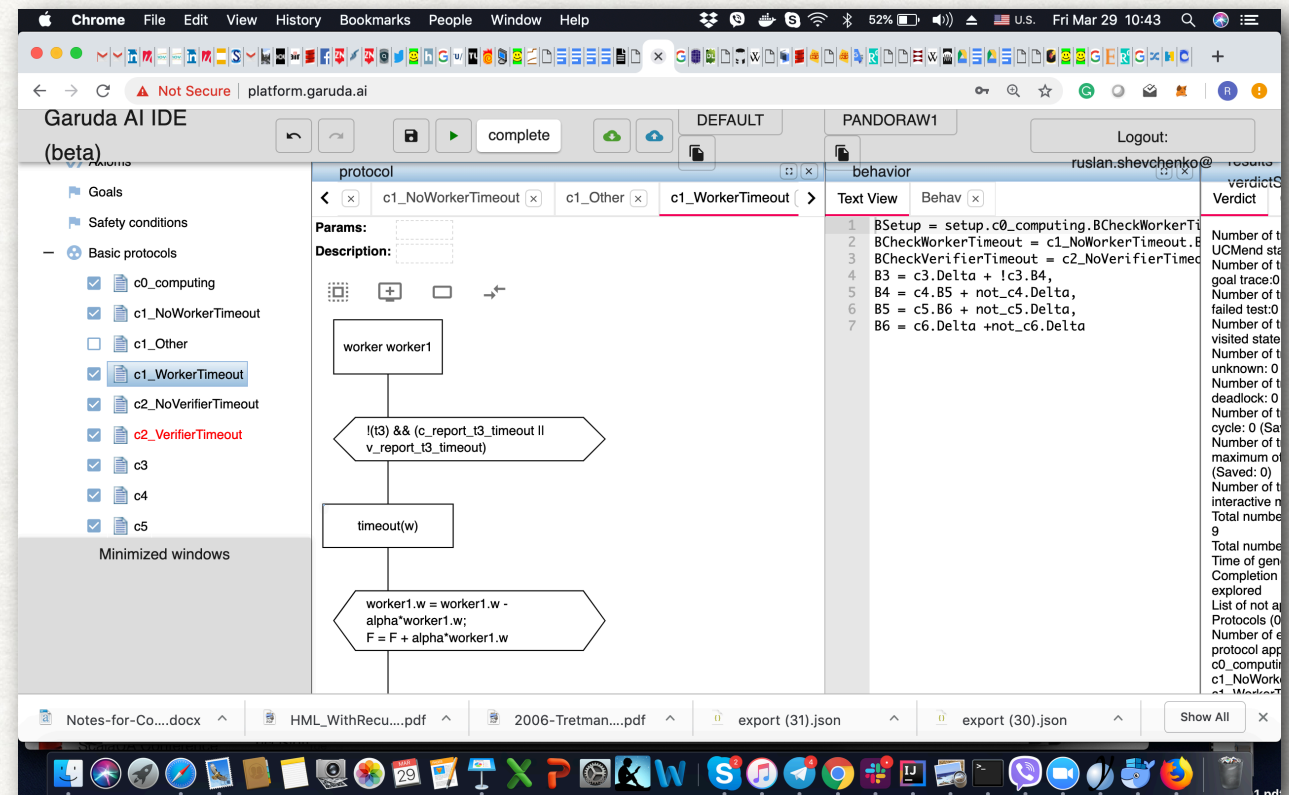 Chrome File Edit View History Bookmarks People Window Help 52% U.S. Fri Mar 29 10:43
Not Secure platform.garuda.ai
Garuda AI IDE
(beta)
complete
DEFAULT
PANDORAW1
Logout:
ruslan.shevchenko@
Axioms
Goals
Safety conditions
Basic protocols
c0_computing
c1_NoWorkerTimeout
c1_Other
c1_WorkerTimeout
c2_NoVerifierTimeout
c2_VerifierTimeout
c3
c4
c5
Minimized windows
protocol
c1_NoWorkerTimeout c1_Other c1_WorkerTimeout
Params:
Description:
worker worker1
!(t3) && (c_report_t3_timeout ||
v_report_t3_timeout)
timeout(w)
worker1.w = worker1.w -
alpha*worker1.w;
F = F + alpha*worker1.w
behavior
Text View Behav
1 BSetup = setup.c0_computing.BCheckWorkerTi
2 BCheckWorkerTimeout = c1_NoWorkerTimeout.B
3 BCheckVerifierTimeout = c2_NoVerifierTimeo
4 B3 = c3.Delta + !c3.B4,
5 B4 = c4.B5 + not_c4.Delta,
6 B5 = c5.B6 + not_c5.Delta,
7 B6 = c6.Delta +not_c6.Delta
results
verdictS
Verdict
Number of t
UCMend sta
Number of t
goal trace:0
Number of t
failed test:0
Number of t
visited state
Number of t
unknown: 0
Number of t
deadlock: 0
Number of t
cycle: 0 (Sa
Number of t
maximum of
(Saved: 0)
Number of t
interactive m
Total numbe
9
Total numbe
Time of gen
Completion
explored
List of not a
Protocols (0
Number of e
protocol app
c0_computi
c1_NoWork
c1_WorkerT
Notes-for-Co....docx HML_WithRecu....pdf 2006-Tretman....pdf export (31).json export (30).json Show All